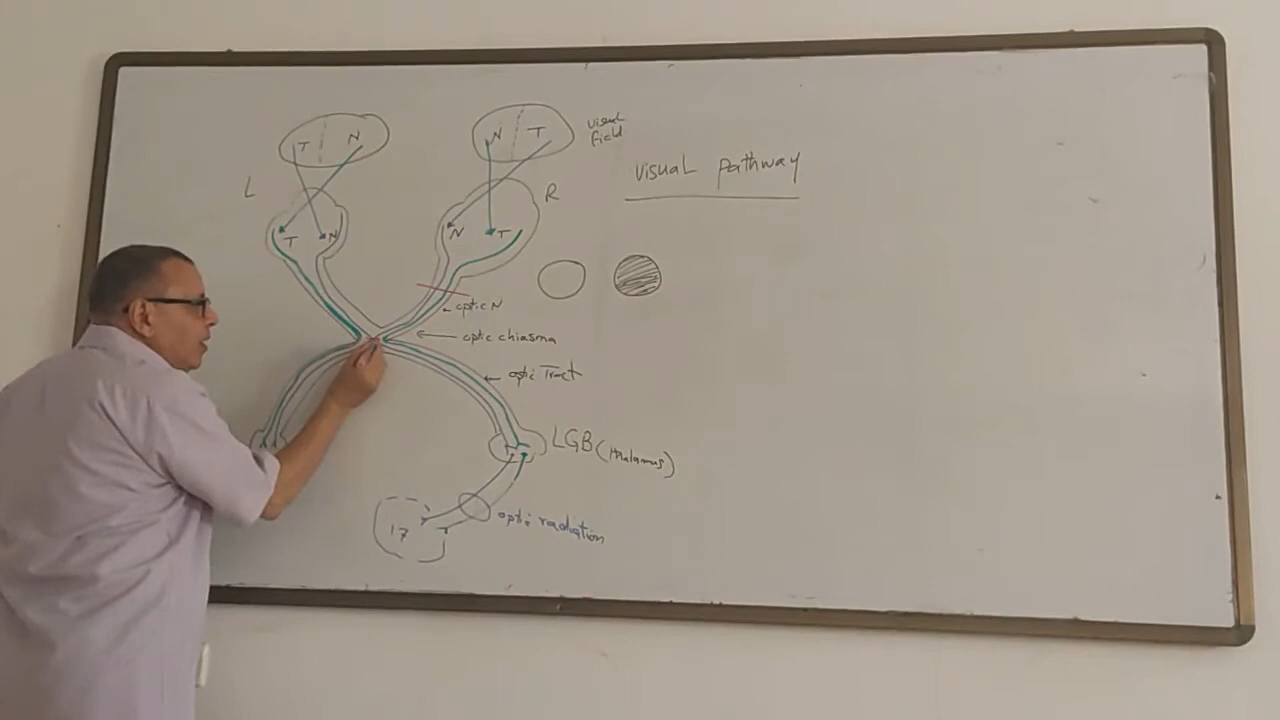 T N
N T
visual
field
visual pathway
L
R
T N
N T
optic N
optic chiasma
optic Tract
LGB (thalamus)
optic radiation
17